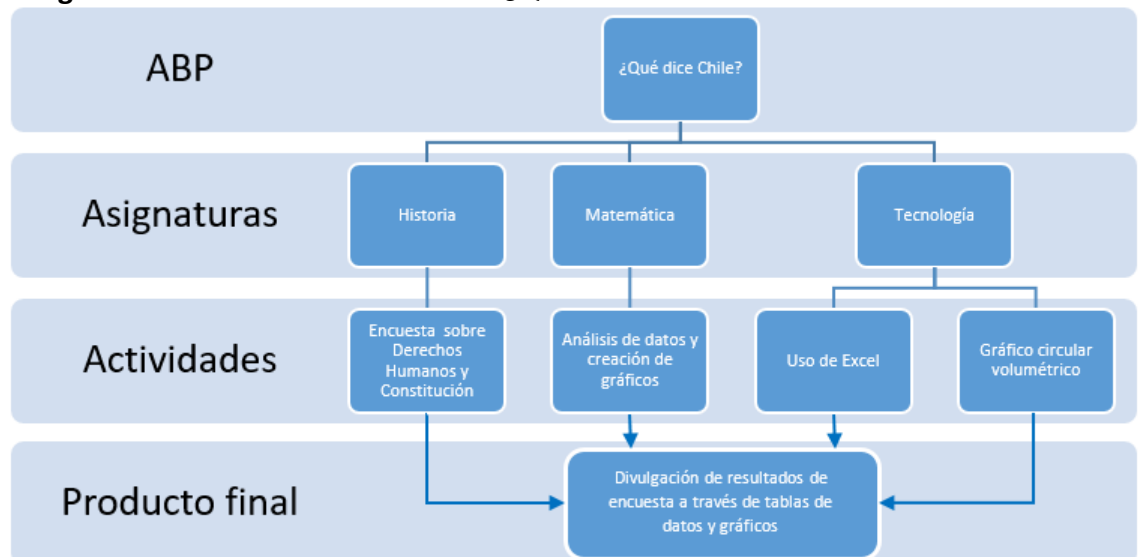 ABP
¿Qué dice Chile?
Asignaturas
Historia
Matemática
Tecnología
Actividades
Encuesta sobre
Derechos
Humanos y
Constitución
Análisis de datos y
creación de
gráficos
Uso de Excel
Gráfico circular
volumétrico
Producto final
Divulgación de resultados de
encuesta a través de tablas de
datos y gráficos